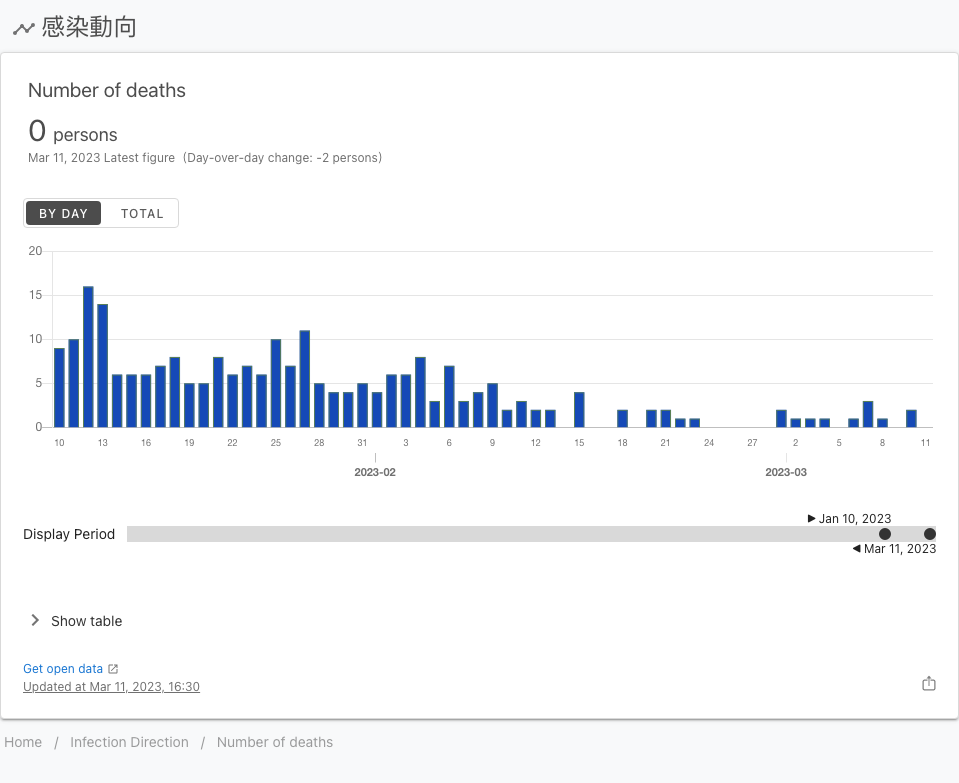 感染動向
Number of deaths
0 persons
Mar 11, 2023 Latest figure (Day-over-day change: -2 persons)
BY DAY TOTAL
20
15
10
5
0
10 13 16 19 22 25 28 31 3 6 9 12 15 18 21 24 27 2 5 8 11
2023-02 2023-03
Jan 10, 2023
Display Period
Mar 11, 2023
Show table
Get open data
Updated at Mar 11, 2023, 16:30
Home / Infection Direction / Number of deaths